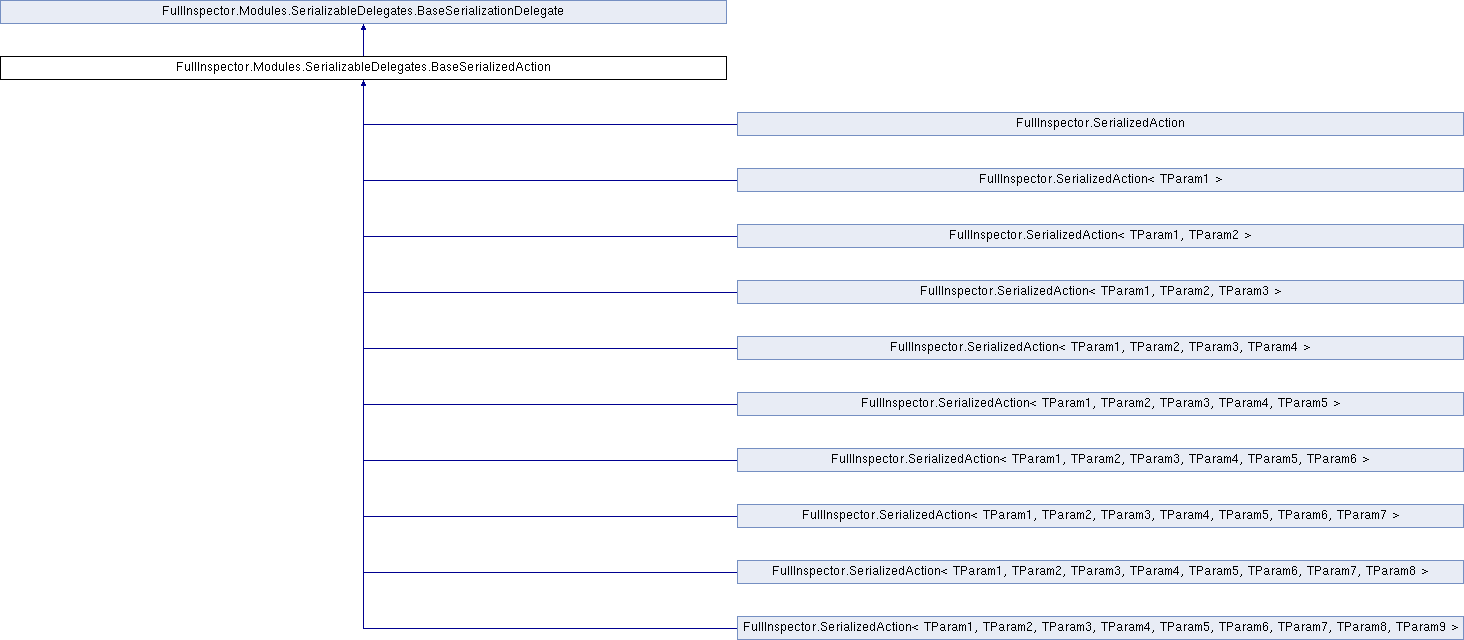 FullInspector.Modules.SerializableDelegates.BaseSerializationDelegate
FullInspector.Modules.SerializableDelegates.BaseSerializedAction
FullInspector.SerializedAction
FullInspector.SerializedAction< TParam1 >
FullInspector.SerializedAction< TParam1, TParam2 >
FullInspector.SerializedAction< TParam1, TParam2, TParam3 >
FullInspector.SerializedAction< TParam1, TParam2, TParam3, TParam4 >
FullInspector.SerializedAction< TParam1, TParam2, TParam3, TParam4, TParam5 >
FullInspector.SerializedAction< TParam1, TParam2, TParam3, TParam4, TParam5, TParam6 >
FullInspector.SerializedAction< TParam1, TParam2, TParam3, TParam4, TParam5, TParam6, TParam7 >
FullInspector.SerializedAction< TParam1, TParam2, TParam3, TParam4, TParam5, TParam6, TParam7, TParam8 >
FullInspector.SerializedAction< TParam1, TParam2, TParam3, TParam4, TParam5, TParam6, TParam7, TParam8, TParam9 >